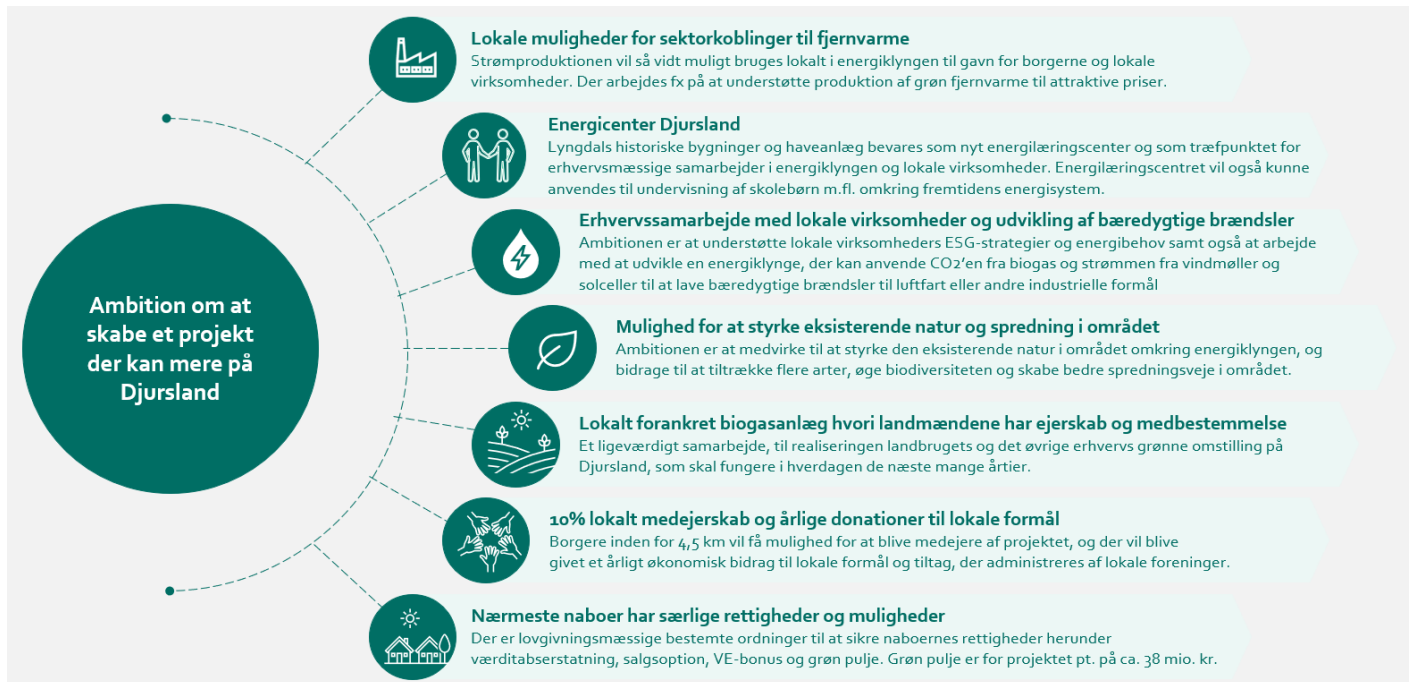 Ambition om at
skabe et projekt
der kan mere på
Djursland
Lokale muligheder for sektorkoblinger til fjernvarme
Strømproduktionen vil så vidt muligt bruges lokalt i energiklyngen til gavn for borgerne og lokale
virksomheder. Der arbejdes fx på at understøtte produktion af grøn fjernvarme til attraktive priser.
Energicenter Djursland
Lyngdals historiske bygninger og haveanlæg bevares som nyt energilæringscenter og som træfpunktet for
erhvervsmæssige samarbejder i energiklyngen og lokale virksomheder. Energilæringscentret vil også kunne
anvendes til undervisning af skolebørn m.fl. omkring fremtidens energisystem.
Erhvervssamarbejde med lokale virksomheder og udvikling af bæredygtige brændsler
Ambitionen er at understøtte lokale virksomheders ESG-strategier og energibehov samt også at arbejde
med at udvikle en energiklynge, der kan anvende CO2'en fra biogas og strømmen fra vindmøller og
solceller til at lave bæredygtige brændsler til luftfart eller andre industrielle formål
Mulighed for at styrke eksisterende natur og spredning i området
Ambitionen er at medvirke til at styrke den eksisterende natur i området omkring energiklyngen, og
bidrage til at tiltrække flere arter, øge biodiversiteten og skabe bedre spredningsveje i området.
Lokalt forankret biogasanlæg hvori landmændene har ejerskab og medbestemmelse
Et ligeværdigt samarbejde, til realiseringen landbrugets og det øvrige erhvervs grønne omstilling på
Djursland, som skal fungere i hverdagen de næste mange årtier.
10% lokalt medejerskab og årlige donationer til lokale formål
Borgere inden for 4,5 km vil få mulighed for at blive medejere af projektet, og der vil blive
givet et årligt økonomisk bidrag til lokale formål og tiltag, der administreres af lokale foreninger.
Nærmeste naboer har særlige rettigheder og muligheder
Der er lovgivningsmæssige bestemte ordninger til at sikre naboernes rettigheder herunder
værditabserstatning, salgsoption, VE-bonus og grøn pulje. Grøn pulje er for projektet pt. på ca. 38 mio. kr.